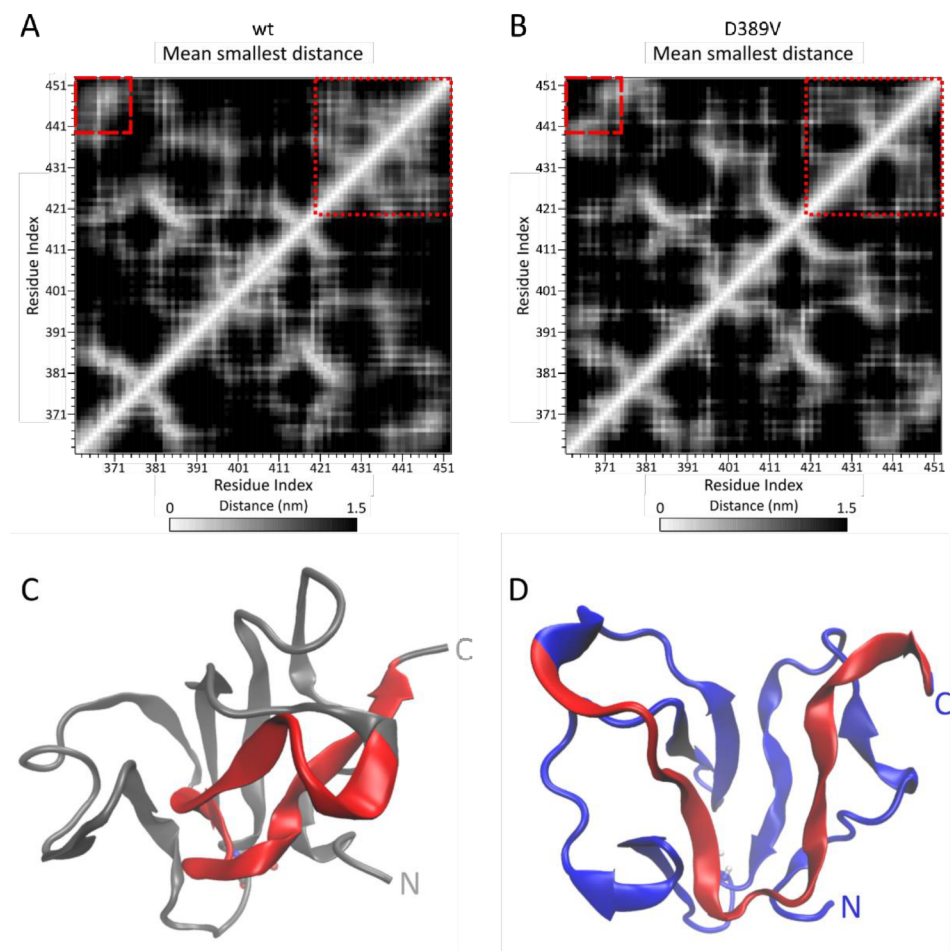 A
wt
Mean smallest distance
451
441
431
421
411
401
391
381
371
Residue Index
371 381 391 401 411 421 431 441 451
Residue Index
0 Distance (nm) 1.5
B
D389V
Mean smallest distance
451
441
431
421
411
401
391
381
371
Residue Index
371 381 391 401 411 421 431 441 451
Residue Index
0 Distance (nm) 1.5
C
C
N
D
C
N